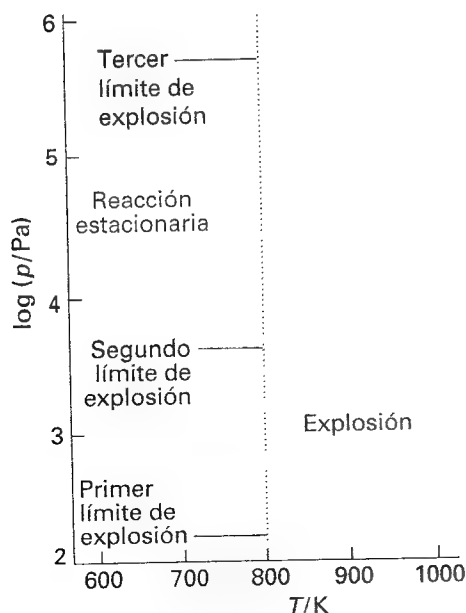 6
Tercer
límite de
explosión
5
Reacción
estacionaria
log (p/Pa)
4
Segundo
límite de
explosión
3
Explosión
Primer
límite de
explosión
2
600 700 800 900 1000
T/K